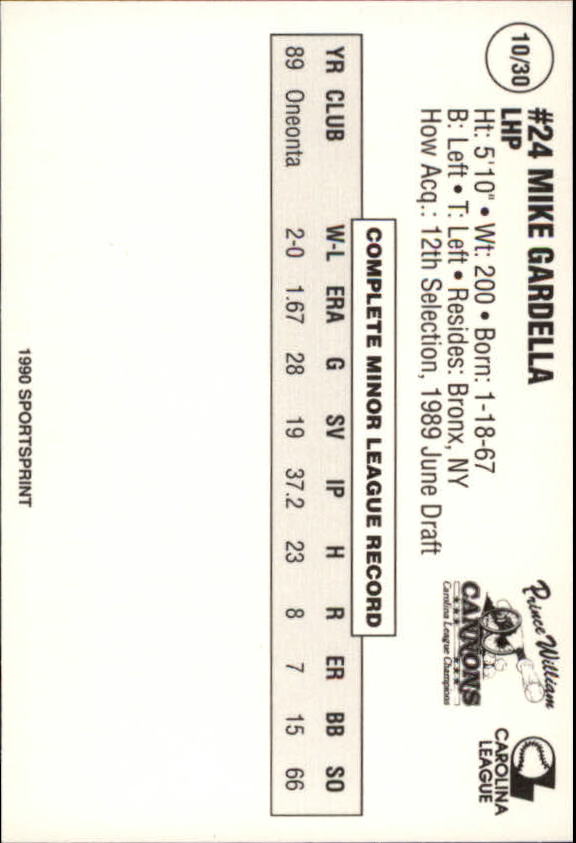 10/30
#24 MIKE GARDELLA
LHP
Ht: 5'10" • Wt: 200 • Born: 1-18-67
B: Left • T: Left • Resides: Bronx, NY
How Acq.: 12th Selection, 1989 June Draft
Prince William
CANNONS
Carolina League Champions
CAROLINA
LEAGUE
COMPLETE MINOR LEAGUE RECORD
YR CLUB W-L ERA G SV IP H R ER BB SO
89 Oneonta 2-0 1.67 28 19 37.2 23 8 7 15 66
1990 SPORTSPRINT